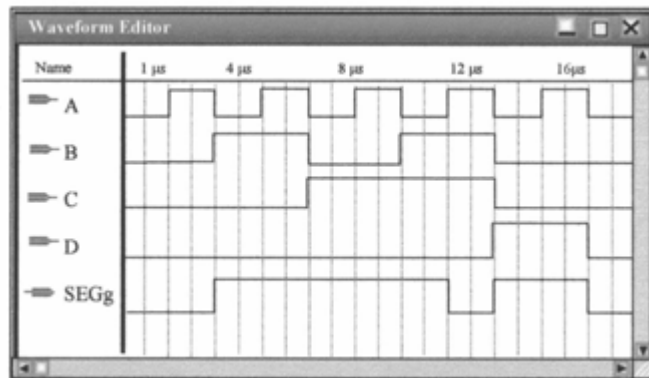 Waveform Editor
Name 1 μs 4 μs 8 μs 12 μs 16μs
A
B
C
D
SEGg